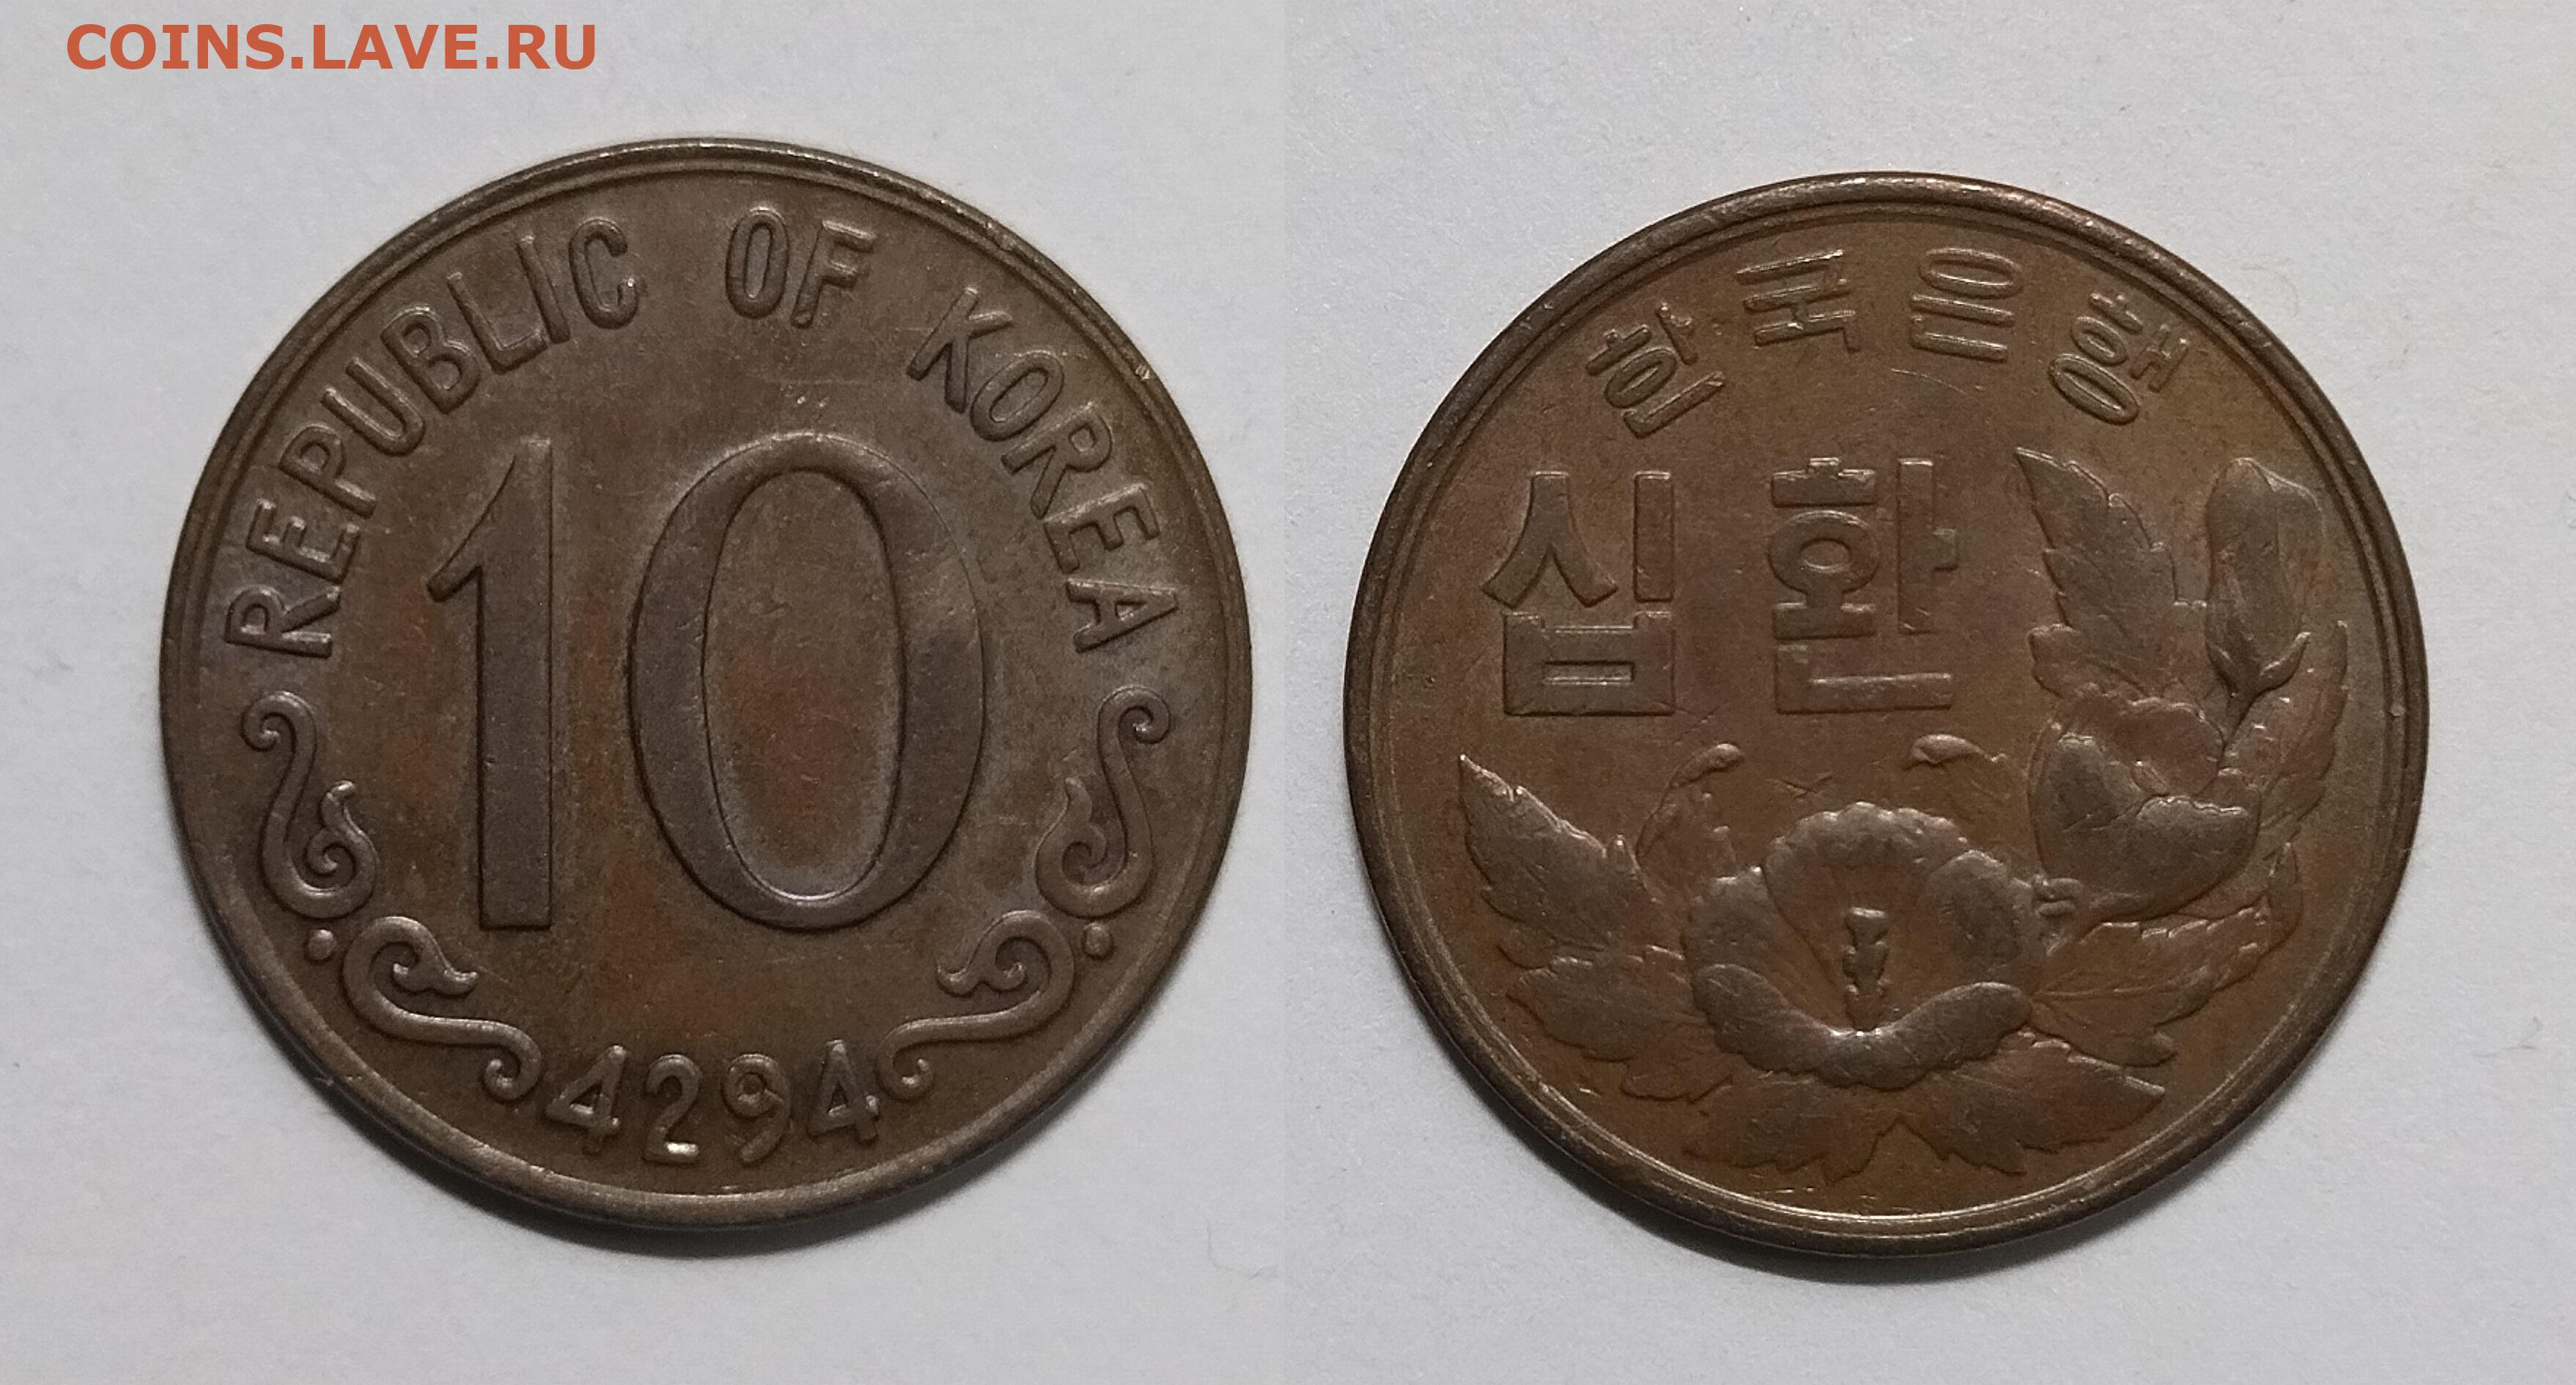 COINS.LAVE.RU
REPUBLIC OF KOREA
10
4294
한국은행
십환